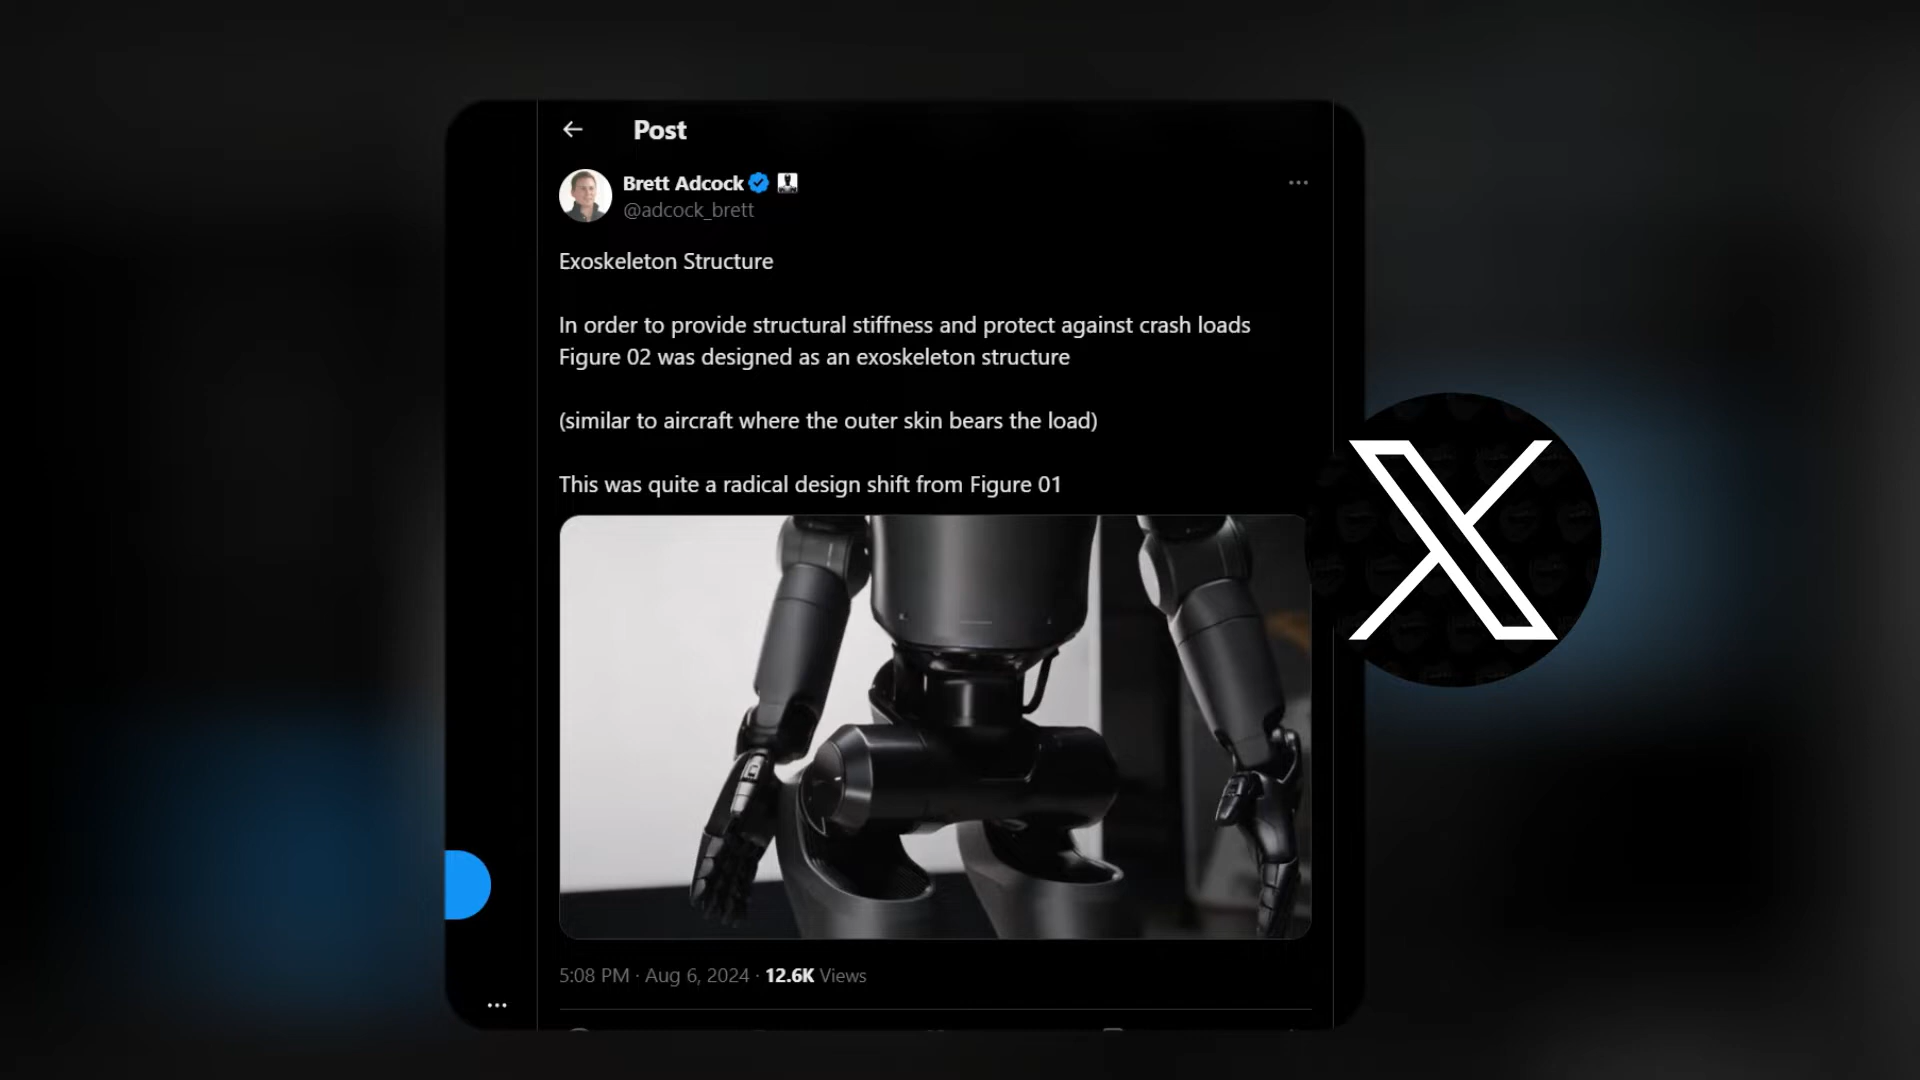 Post
Brett Adcock
@adcock_brett
Exoskeleton Structure
In order to provide structural stiffness and protect against crash loads
Figure 02 was designed as an exoskeleton structure
(similar to aircraft where the outer skin bears the load)
This was quite a radical design shift from Figure 01
5:08 PM · Aug 6, 2024 · 12.6K Views